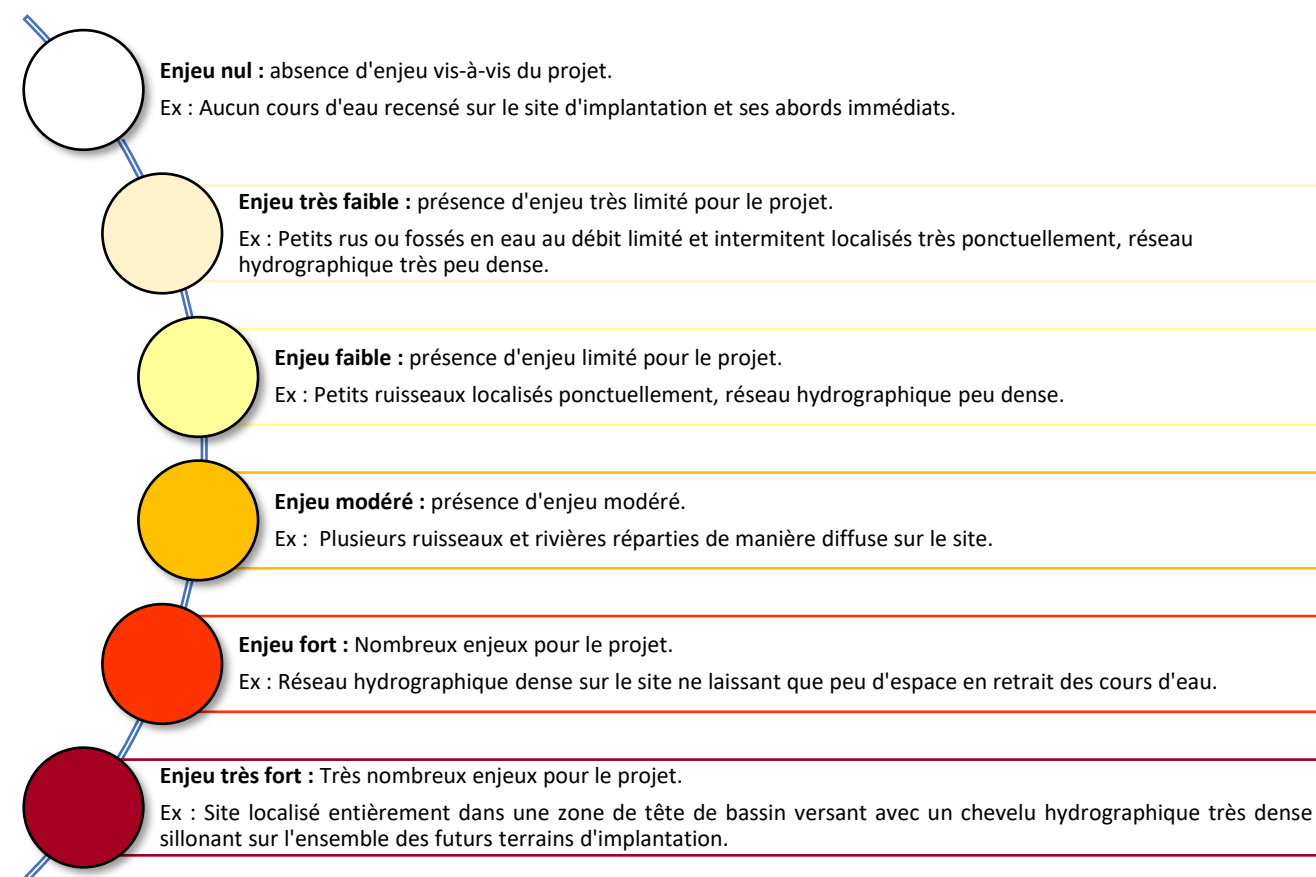 Enjeu nul : absence d'enjeu vis-à-vis du projet.
Ex : Aucun cours d'eau recensé sur le site d'implantation et ses abords immédiats.
Enjeu très faible : présence d'enjeu très limité pour le projet.
Ex : Petits rus ou fossés en eau au débit limité et intermitent localisés très ponctuellement, réseau
hydrographique très peu dense.
Enjeu faible : présence d'enjeu limité pour le projet.
Ex : Petits ruisseaux localisés ponctuellement, réseau hydrographique peu dense.
Enjeu modéré : présence d'enjeu modéré.
Ex : Plusieurs ruisseaux et rivières réparties de manière diffuse sur le site.
Enjeu fort : Nombreux enjeux pour le projet.
Ex : Réseau hydrographique dense sur le site ne laissant que peu d'espace en retrait des cours d'eau.
Enjeu très fort : Très nombreux enjeux pour le projet.
Ex : Site localisé entièrement dans une zone de tête de bassin versant avec un chevelu hydrographique très dense
sillonant sur l'ensemble des futurs terrains d'implantation.